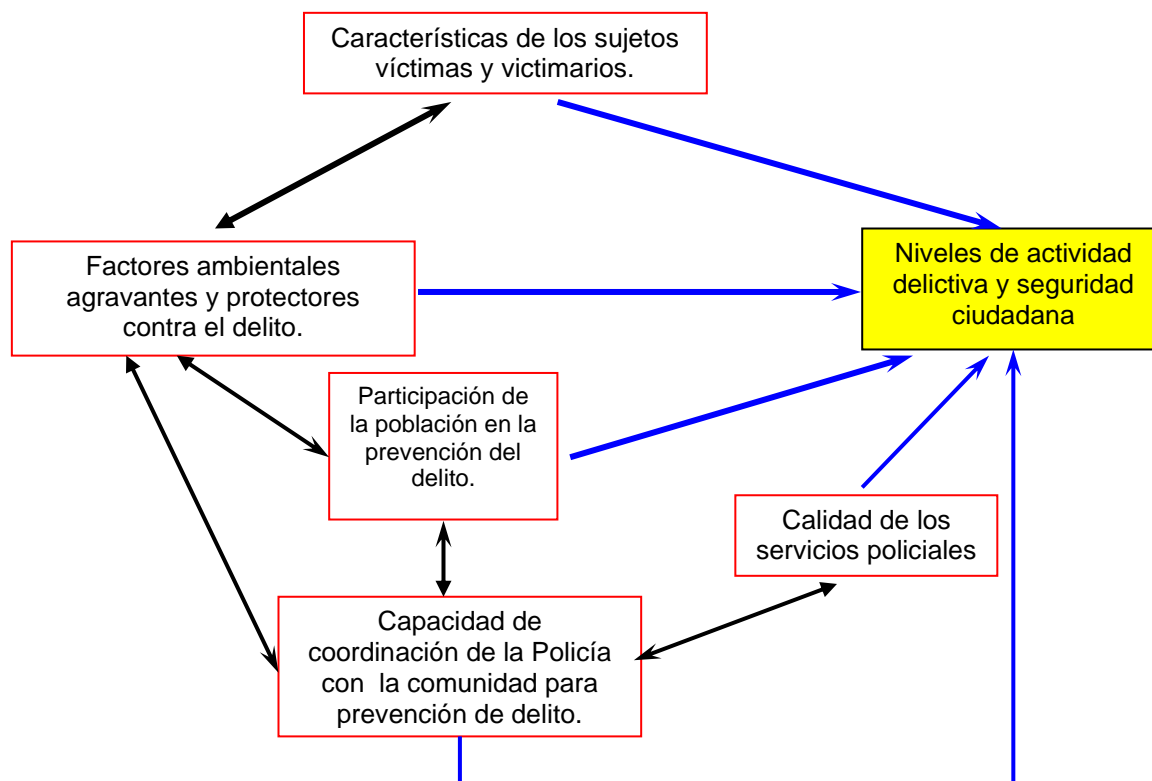 Características de los sujetos
víctimas y victimarios.
Factores ambientales
agravantes y protectores
contra el delito.
Niveles de actividad
delictiva y seguridad
ciudadana
Participación de
la población en la
prevención del
delito.
Calidad de los
servicios policiales
Capacidad de
coordinación de la Policía
con  la comunidad para
prevención de delito.